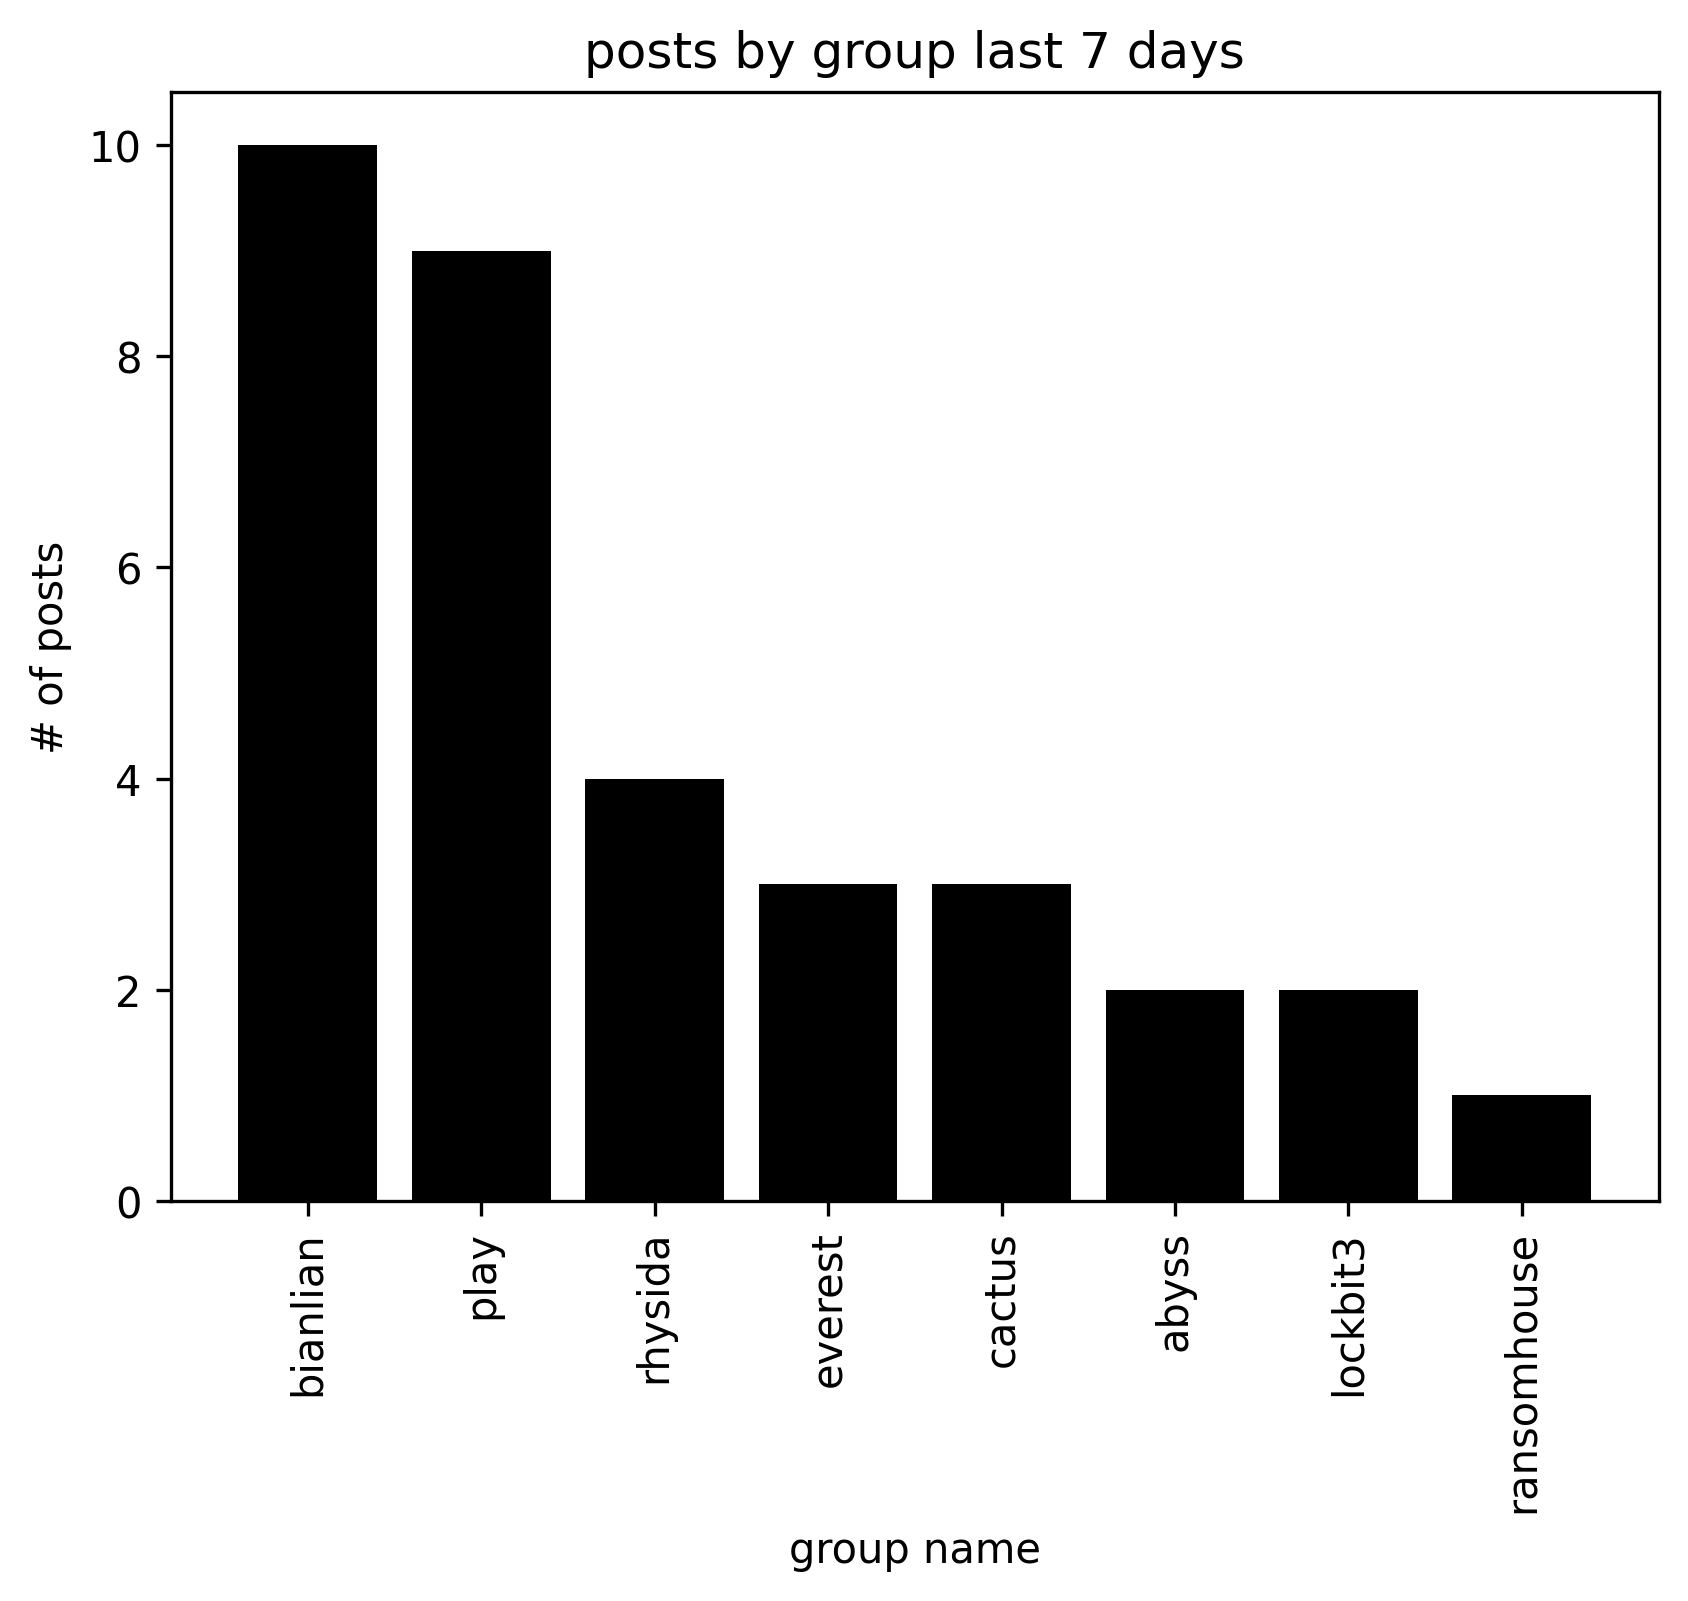 posts by group last 7 days
10
8
6
4
2
0
# of posts
bianlian
play
rhysida
everest
cactus
abyss
lockbit3
ransomhouse
group name